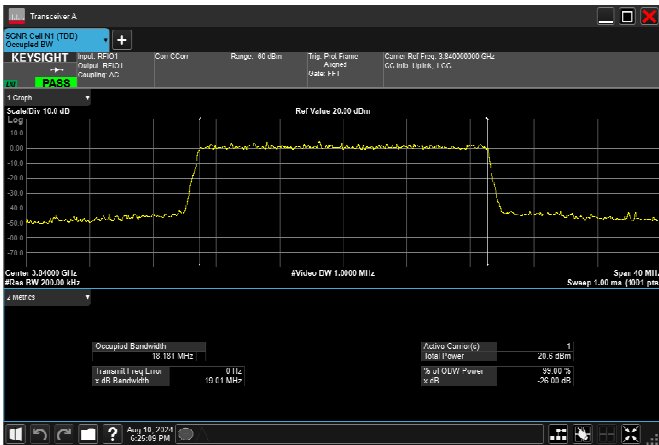 Transceiver A
5GNR Cell N1 (TDD)
Occupied BW
+
KEYSIGHT
PASS
Input: RFIO1
Output: RFIO1
Coupling: AC
Corr CCorr
Range: 60 dBm
Trig: Prd Frame
Aligned
Gate: FFT
Carrier Ref Freq: 3.840000000 GHz
CC Info: Uplink, 1 CC
1 Graph
Scale/Div 10.0 dB
Ref Value 20.00 dBm
Log
10.0
0.00
-10.0
-20.0
-30.0
-40.0
-50.0
-60.0
-70.0
Center 3.84000 GHz
#Video BW 1.0000 MHz
Span 40 MHz
#Res BW 200.00 kHz
Sweep 1.00 ms (1001 pts
2 Metrics
Occupied Bandwidth
18.181 MHz
Transmit Freq Error 0 Hz
x dB Bandwidth 19.01 MHz
Active Carrier(s) 1
Total Power 20.6 dBm
% of OBW Power 99.00 %
x dB -26.00 dB
?
Aug 10, 2024
6:25:09 PM